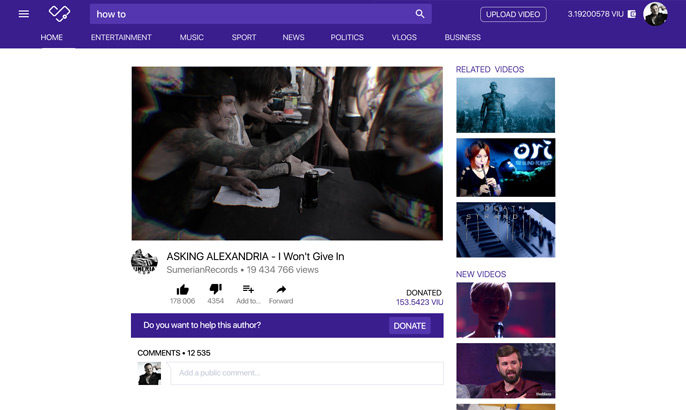 how to
UPLOAD VIDEO
3.19200578 VIU
HOME
ENTERTAINMENT
MUSIC
SPORT
NEWS
POLITICS
VLOGS
BUSINESS
RELATED VIDEOS
ori
ASKING ALEXANDRIA - I Won't Give In
SumerianRecords • 19 434 766 views
178 006
4354
Add to...
Forward
DONATED
153.5423 VIU
Do you want to help this author?
DONATE
NEW VIDEOS
COMMENTS • 12 535
Add a public comment...